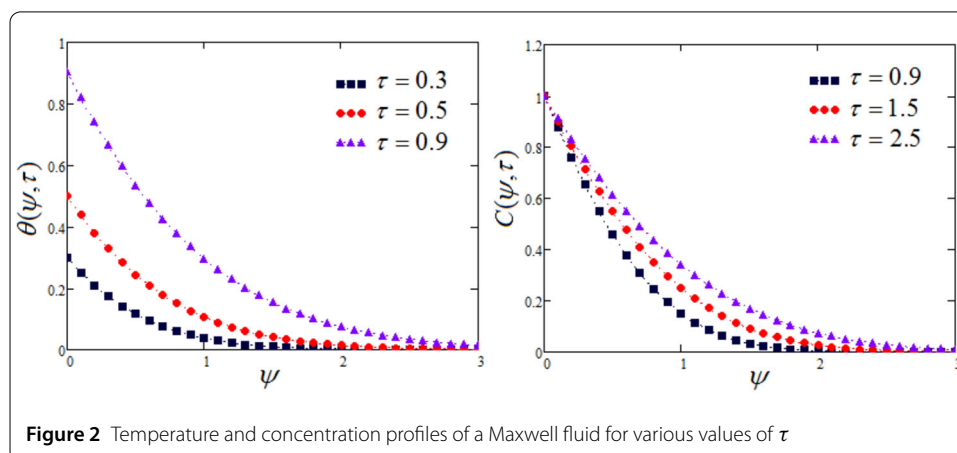 1
0.8
0.6
0.4
0.2
0
0 1 2 3
θ(ψ,τ)
ψ
τ = 0.3
τ = 0.5
τ = 0.9
1.2
1
0.8
0.6
0.4
0.2
0
0 1 2 3
C(ψ,τ)
ψ
τ = 0.9
τ = 1.5
τ = 2.5
Figure 2 Temperature and concentration profiles of a Maxwell fluid for various values of τ